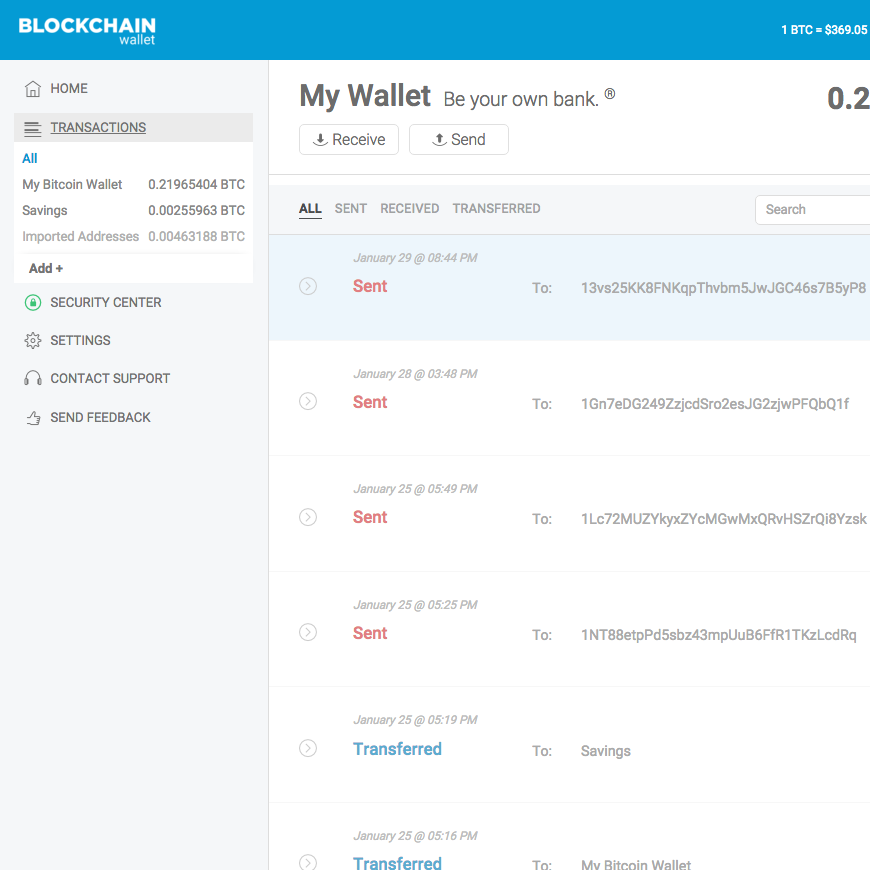 BLOCKCHAIN
wallet
1 BTC = $369.05
HOME
TRANSACTIONS
All
My Bitcoin Wallet 0.21965404 BTC
Savings 0.00255963 BTC
Imported Addresses 0.00463188 BTC
Add +
SECURITY CENTER
SETTINGS
CONTACT SUPPORT
SEND FEEDBACK
My Wallet Be your own bank. ®
0.2
Receive Send
ALL SENT RECEIVED TRANSFERRED Search
January 29 @ 08:44 PM
Sent To: 13vs25KK8FNKqpThvbm5JwJGC46s7B5yP8
January 28 @ 03:48 PM
Sent To: 1Gn7eDG249ZzjcdSro2esJG2zjwPFQbQ1f
January 25 @ 05:49 PM
Sent To: 1Lc72MUZYkyxZYcMGwMxQRvHSZrQi8Yzsk
January 25 @ 05:25 PM
Sent To: 1NT88etpPd5sbz43mpUuB6FfR1TKzLcdRq
January 25 @ 05:19 PM
Transferred To: Savings
January 25 @ 05:16 PM
Transferred To: My Bitcoin Wallet